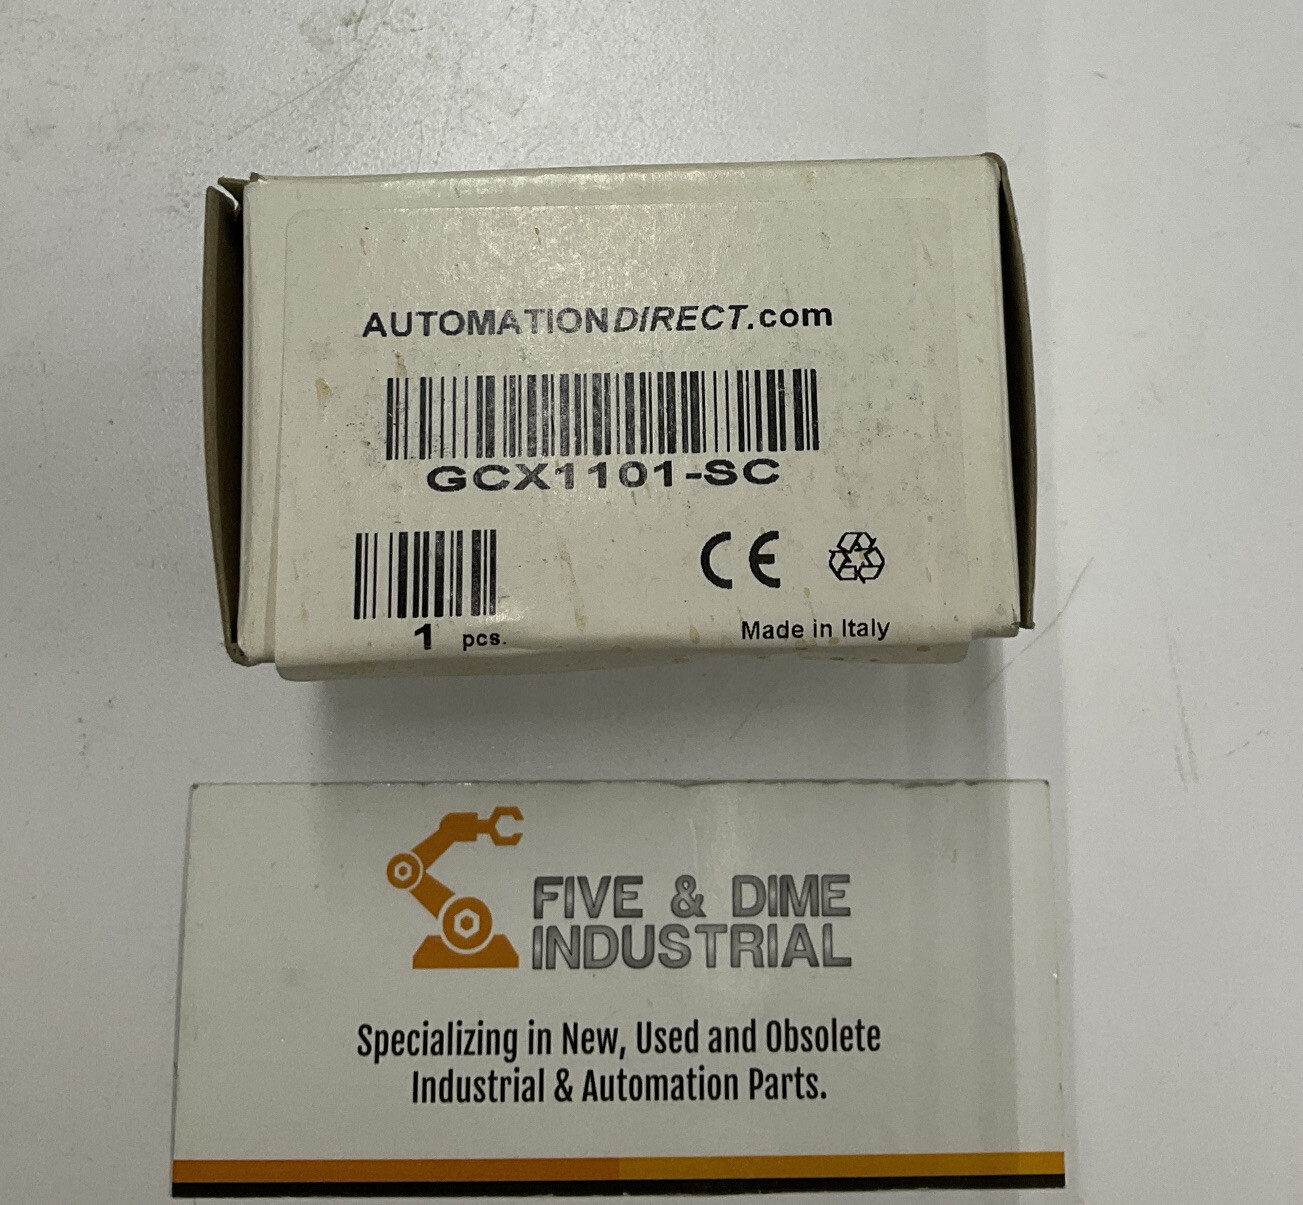 AUTOMATIONDIRECT.com
GCX1101-SC
CE
1 pcs.
Made in Italy
FIVE & DIME
INDUSTRIAL
Specializing in New, Used and Obsolete
Industrial & Automation Parts.